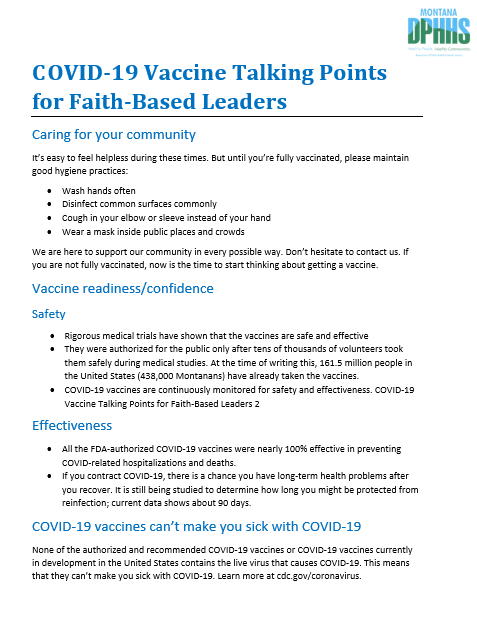 MONTANA
DPHHS
COVID-19 Vaccine Talking Points
for Faith-Based Leaders
Caring for your community
It's easy to feel helpless during these times. But until you're fully vaccinated, please maintain
good hygiene practices:
• Wash hands often
• Disinfect common surfaces commonly
• Cough in your elbow or sleeve instead of your hand
• Wear a mask inside public places and crowds
We are here to support our community in every possible way. Don't hesitate to contact us. If
you are not fully vaccinated, now is the time to start thinking about getting a vaccine.
Vaccine readiness/confidence
Safety
• Rigorous medical trials have shown that the vaccines are safe and effective
• They were authorized for the public only after tens of thousands of volunteers took
them safely during medical studies. At the time of writing this, 161.5 million people in
the United States (438,000 Montanans) have already taken the vaccines.
• COVID-19 vaccines are continuously monitored for safety and effectiveness. COVID-19
Vaccine Talking Points for Faith-Based Leaders 2
Effectiveness
• All the FDA-authorized COVID-19 vaccines were nearly 100% effective in preventing
COVID-related hospitalizations and deaths.
• If you contract COVID-19, there is a chance you have long-term health problems after
you recover. It is still being studied to determine how long you might be protected from
reinfection; current data shows about 90 days.
COVID-19 vaccines can't make you sick with COVID-19
None of the authorized and recommended COVID-19 vaccines or COVID-19 vaccines currently
in development in the United States contains the live virus that causes COVID-19. This means
that they can't make you sick with COVID-19. Learn more at cdc.gov/coronavirus.